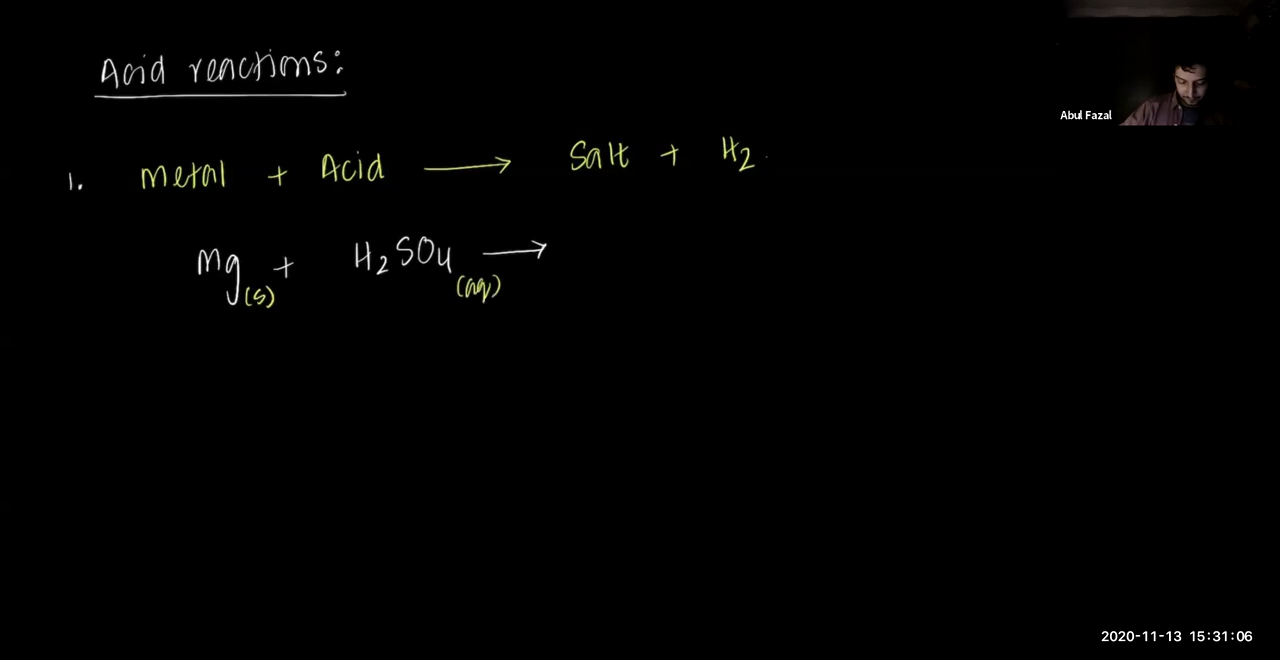 Acid reactions:
Abul Fazal
1. Metal + Acid ⟶ Salt + H₂.
Mg(s) + H₂SO₄(aq) ⟶
2020-11-13 15:31:06